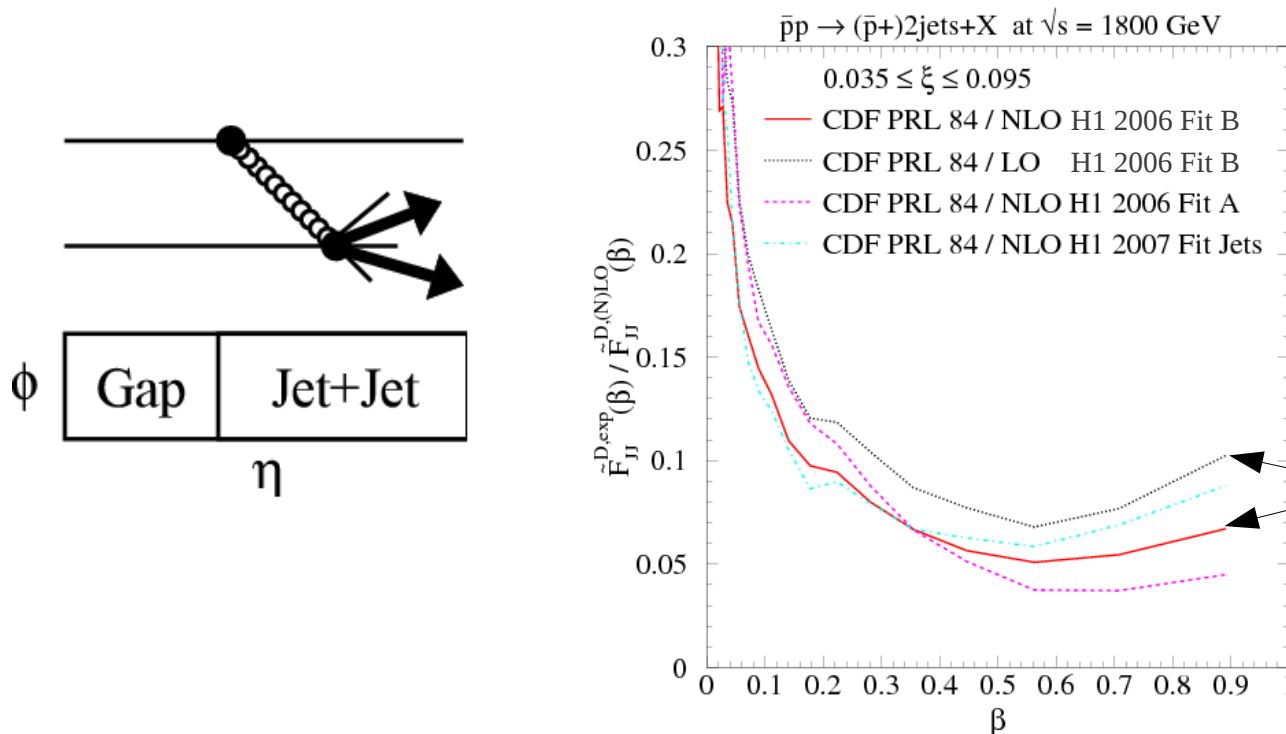 ϕ
Gap
Jet+Jet
η
p̄p → (p̄+)2jets+X at √s = 1800 GeV
0.035 ≤ ξ ≤ 0.095
CDF PRL 84 / NLO H1 2006 Fit B
CDF PRL 84 / LO H1 2006 Fit B
CDF PRL 84 / NLO H1 2006 Fit A
CDF PRL 84 / NLO H1 2007 Fit Jets
F̃_JJ^D,exp(β) / F̃_JJ^D,(N)LO(β)
0.3
0.25
0.2
0.15
0.1
0.05
0
0 0.1 0.2 0.3 0.4 0.5 0.6 0.7 0.8 0.9
β